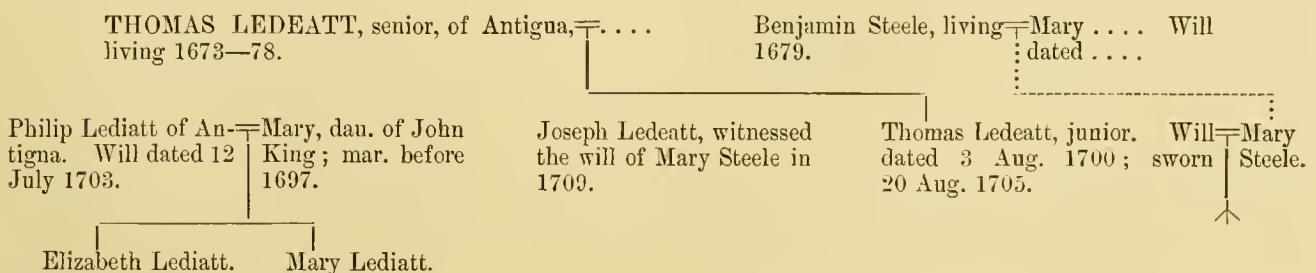 THOMAS LEDEATT, senior, of Antigua,=. . . .
living 1673—78.
Benjamin Steele, living=Mary . . . . Will
1679. dated . . . .
Philip Lediatt of An-=Mary, dau. of John
tigna. Will dated 12 King; mar. before
July 1703. 1697.
Joseph Ledeatt, witnessed
the will of Mary Steele in
1709.
Thomas Ledeatt, junior. Will=Mary
dated 3 Aug. 1700; sworn Steele.
20 Aug. 1705.
Elizabeth Lediatt. Mary Lediatt.